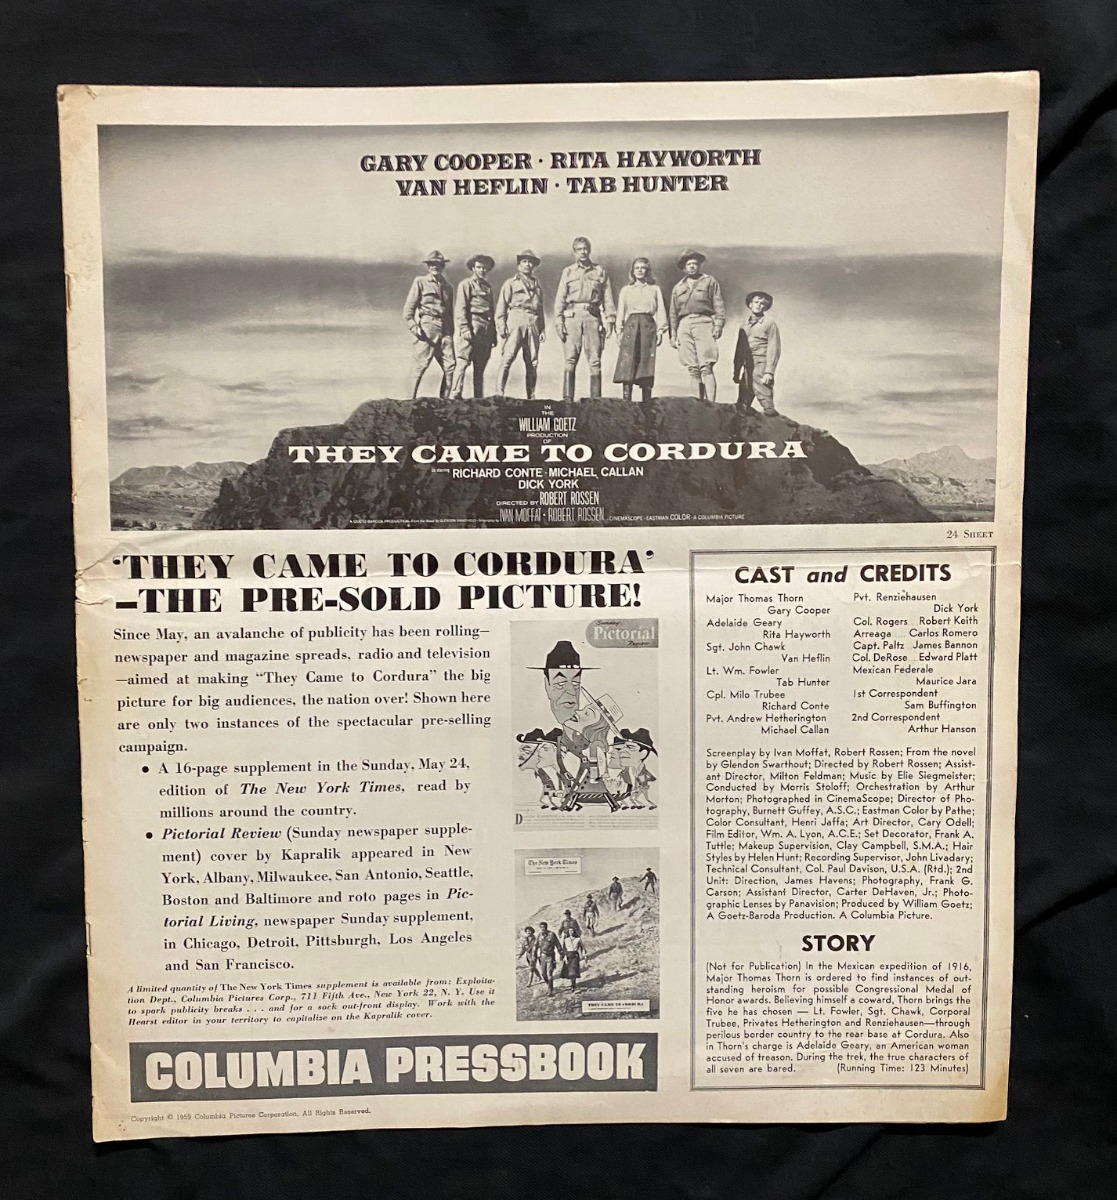 GARY COOPER · RITA HAYWORTH
VAN HEFLIN · TAB HUNTER
IN
THE
WILLIAM GOETZ
PRODUCTION
OF
THEY CAME TO CORDURA
RICHARD CONTE · MICHAEL CALLAN
DICK YORK
DIRECTED BY ROBERT ROSSEN
IVAN MOFFAT · ROBERT ROSSEN
CINEMASCOPE · EASTMAN COLOR · A COLUMBIA PICTURE
24 SHEET
'THEY CAME TO CORDURA'
—THE PRE-SOLD PICTURE!
Since May, an avalanche of publicity has been rolling—
newspaper and magazine spreads, radio and television
—aimed at making "They Came to Cordura" the big
picture for big audiences, the nation over! Shown here
are only two instances of the spectacular pre-selling
campaign.
• A 16-page supplement in the Sunday, May 24,
edition of The New York Times, read by
millions around the country.
• Pictorial Review (Sunday newspaper supple-
ment) cover by Kapralik appeared in New
York, Albany, Milwaukee, San Antonio, Seattle,
Boston and Baltimore and roto pages in Pic-
torial Living, newspaper Sunday supplement,
in Chicago, Detroit, Pittsburgh, Los Angeles
and San Francisco.
A limited quantity of The New York Times supplement is available from: Exploita-
tion Dept., Columbia Pictures Corp., 711 Fifth Ave., New York 22, N. Y. Use it
to spark publicity breaks . . . and for a sock out-front display. Work with the
Hearst editor in your territory to capitalize on the Kapralik cover.
Pictorial
The New York Times
THEY CAME TO CORDURA
COLUMBIA PRESSBOOK
Copyright © 1959 Columbia Pictures Corporation. All Rights Reserved.
CAST and CREDITS
Major Thomas Thorn
Gary Cooper
Adelaide Geary
Rita Hayworth
Sgt. John Chawk
Van Heflin
Lt. Wm. Fowler
Tab Hunter
Cpl. Milo Trubee
Richard Conte
Pvt. Andrew Hetherington
Michael Callan
Pvt. Renziehausen
Dick York
Col. Rogers Robert Keith
Arreaga Carlos Romero
Capt. Paltz James Bannon
Col. DeRose Edward Platt
Mexican Federale
Maurice Jara
1st Correspondent
Sam Buffington
2nd Correspondent
Arthur Hanson
Screenplay by Ivan Moffat, Robert Rossen; From the novel
by Glendon Swarthout; Directed by Robert Rossen; Assist-
ant Director, Milton Feldman; Music by Elie Siegmeister;
Conducted by Morris Stoloff; Orchestration by Arthur
Morton; Photographed in CinemaScope; Director of Pho-
tography, Burnett Guffey, A.S.C.; Eastman Color by Pathe;
Color Consultant, Henri Jaffa; Art Director, Cary Odell;
Film Editor, Wm. A. Lyon, A.C.E.; Set Decorator, Frank A.
Tuttle; Makeup Supervision, Clay Campbell, S.M.A.; Hair
Styles by Helen Hunt; Recording Supervisor, John Livadary;
Technical Consultant, Col. Paul Davison, U.S.A. (Rtd.); 2nd
Unit: Direction, James Havens; Photography, Frank G.
Carson; Assistant Director, Carter DeHaven, Jr.; Photo-
graphic Lenses by Panavision; Produced by William Goetz;
A Goetz-Baroda Production. A Columbia Picture.
STORY
(Not for Publication) In the Mexican expedition of 1916,
Major Thomas Thorn is ordered to find instances of out-
standing heroism for possible Congressional Medal of
Honor awards. Believing himself a coward, Thorn brings the
five he has chosen — Lt. Fowler, Sgt. Chawk, Corporal
Trubee, Privates Hetherington and Renziehausen—through
perilous border country to the rear base at Cordura. Also
in Thorn's charge is Adelaide Geary, an American woman
accused of treason. During the trek, the true characters of
all seven are bared. (Running Time: 123 Minutes)